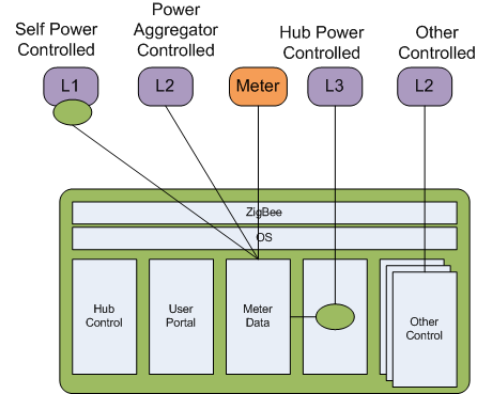 Self Power
Controlled
Power
Aggregator
Controlled
Hub Power
Controlled
Other
Controlled
L1
L2
Meter
L3
L2
ZigBee
OS
Hub
Control
User
Portal
Meter
Data
Other
Control